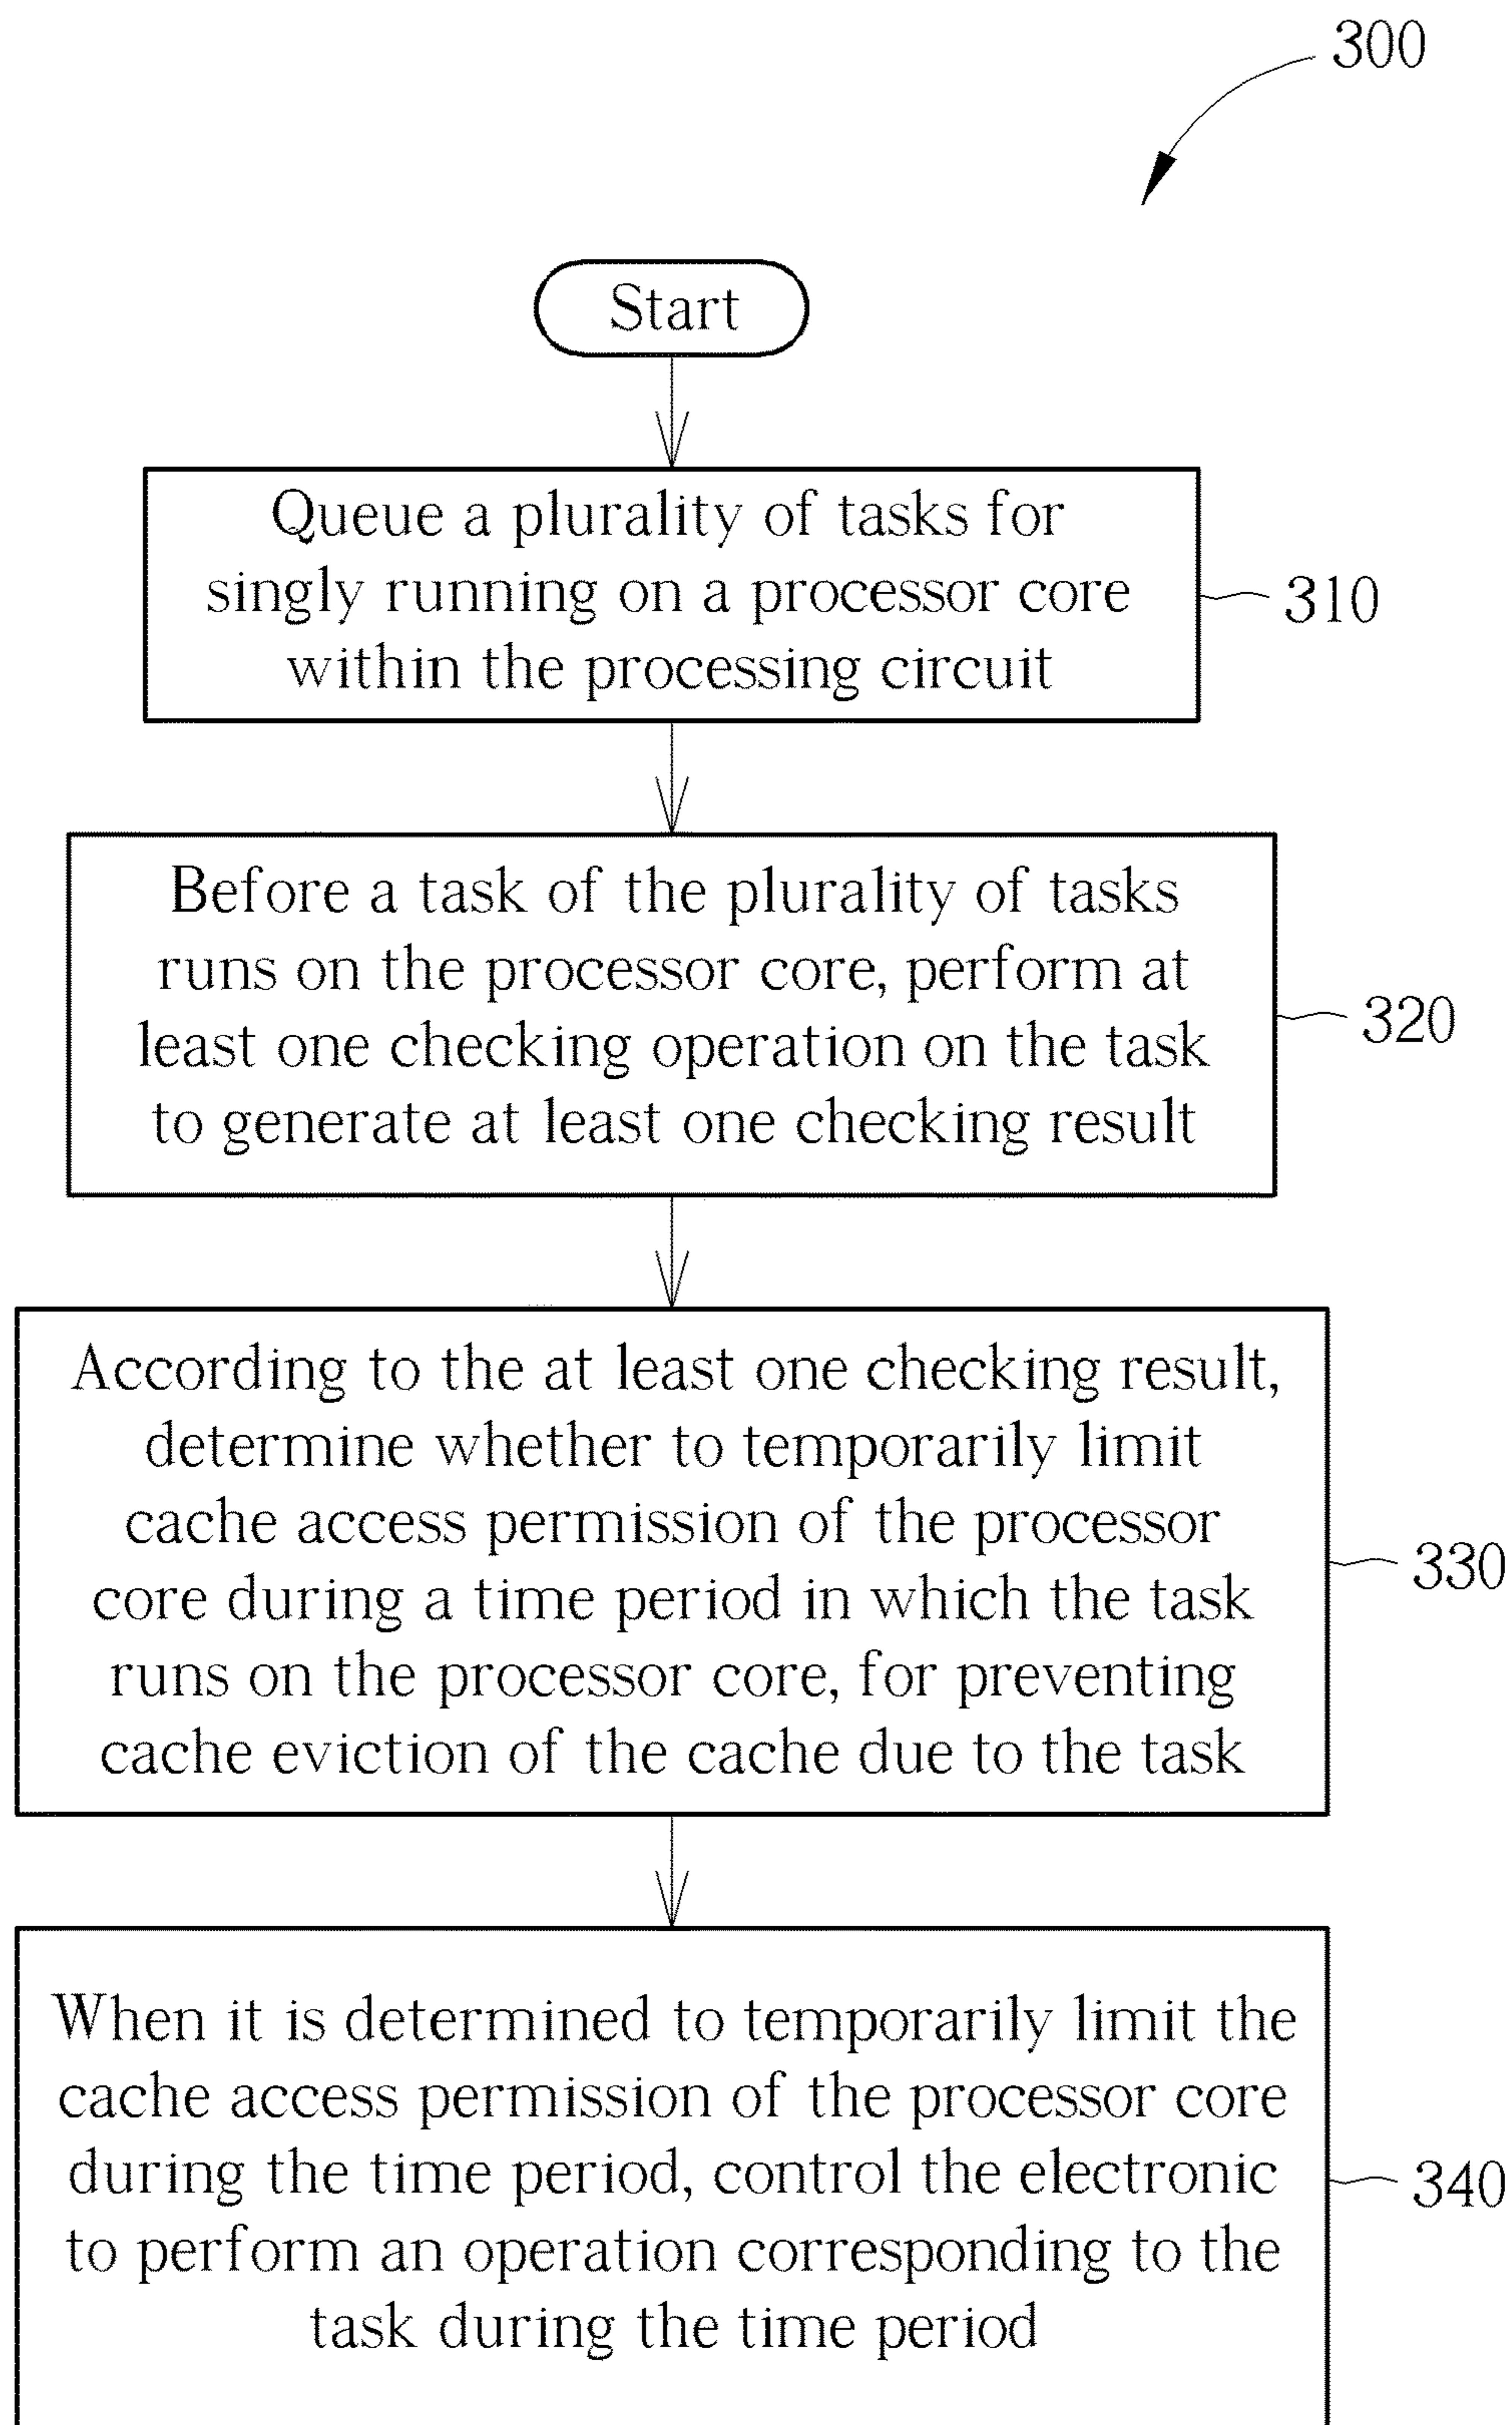 300
Start
Queue a plurality of tasks for
singly running on a processor core
within the processing circuit
310
Before a task of the plurality of tasks
runs on the processor core, perform at
least one checking operation on the task
to generate at least one checking result
320
According to the at least one checking result,
determine whether to temporarily limit
cache access permission of the processor
core during a time period in which the task
runs on the processor core, for preventing
cache eviction of the cache due to the task
330
When it is determined to temporarily limit the
cache access permission of the processor core
during the time period, control the electronic
to perform an operation corresponding to the
task during the time period
340